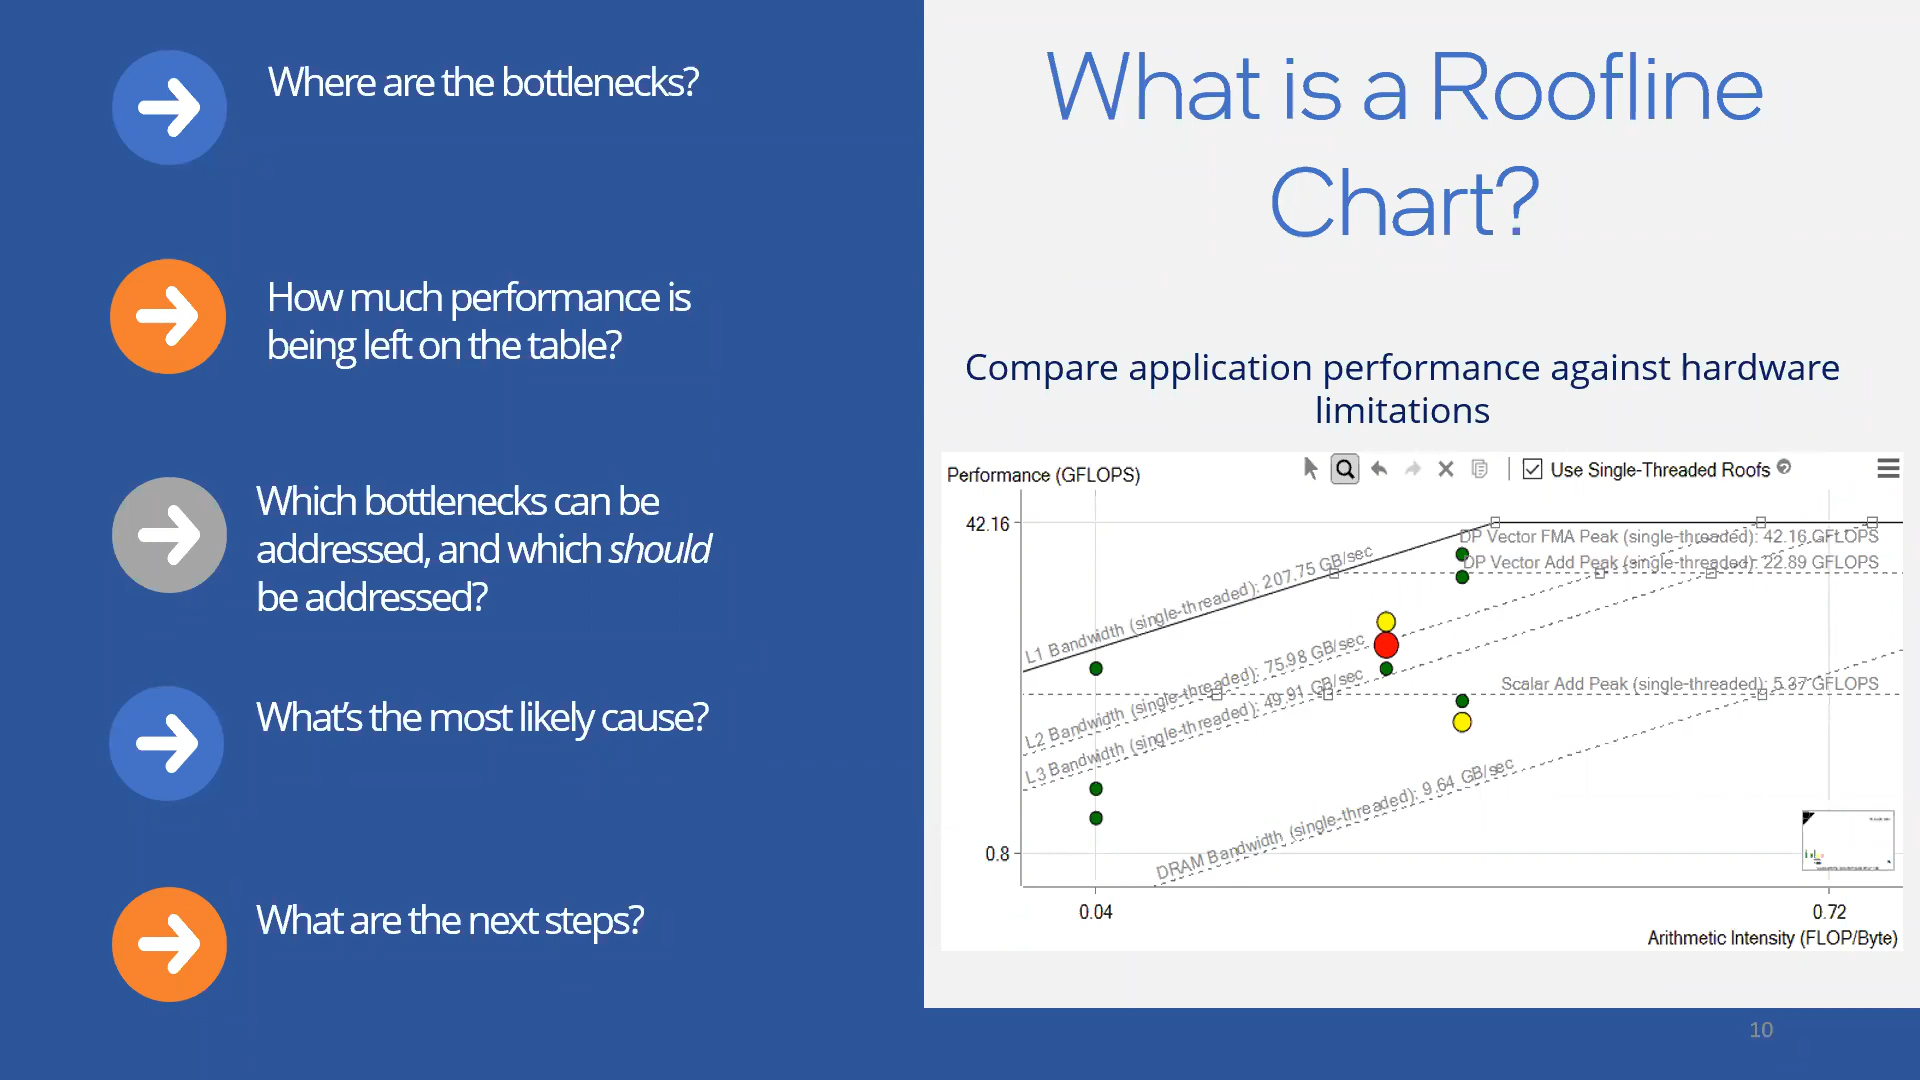 Where are the bottlenecks?
How much performance is
being left on the table?
Which bottlenecks can be
addressed, and which should
be addressed?
What's the most likely cause?
What are the next steps?
What is a Roofline
Chart?
Compare application performance against hardware
limitations
Performance (GFLOPS)
Use Single-Threaded Roofs
42.16
DP Vector FMA Peak (single-threaded): 42.16 GFLOPS
DP Vector Add Peak (single-threaded): 22.89 GFLOPS
L1 Bandwidth (single-threaded): 207.75 GB/sec
L2 Bandwidth (single-threaded): 75.98 GB/sec
L3 Bandwidth (single-threaded): 49.91 GB/sec
Scalar Add Peak (single-threaded): 5.37 GFLOPS
DRAM Bandwidth (single-threaded): 9.64 GB/sec
0.8
0.04
0.72
Arithmetic Intensity (FLOP/Byte)
10